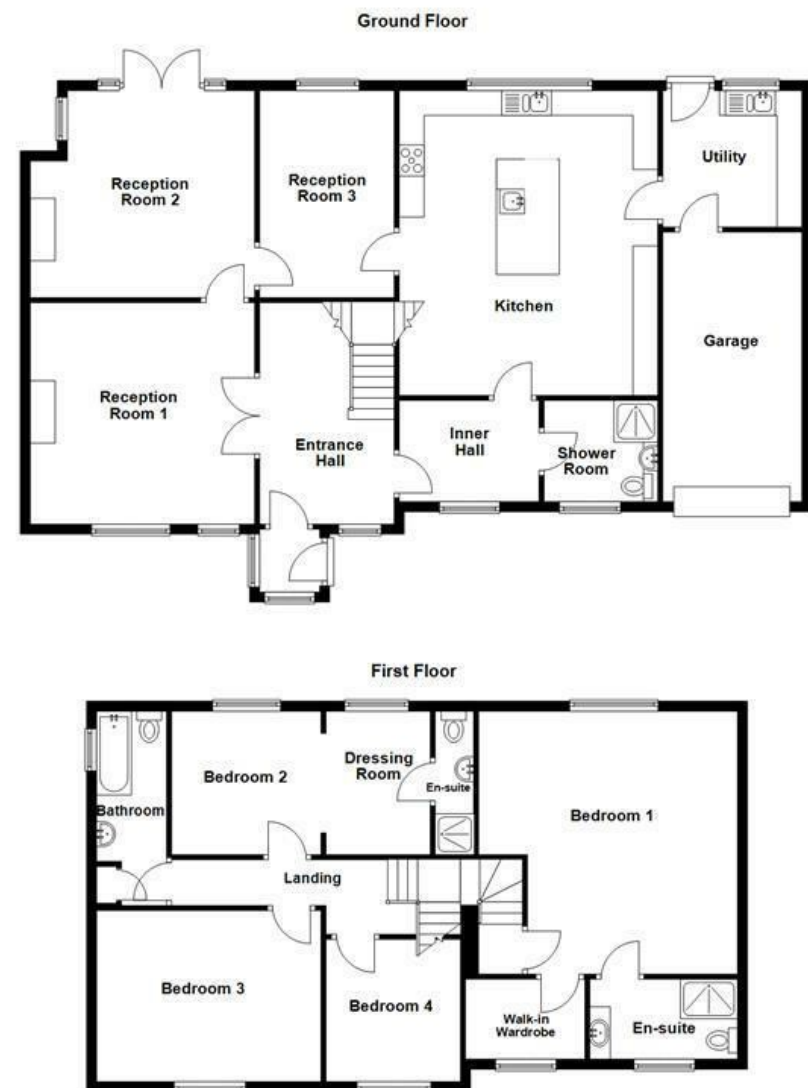 Ground Floor
Reception
Room 2
Reception
Room 3
Utility
Kitchen
Garage
Reception
Room 1
Entrance
Hall
Inner
Hall
Shower
Room
First Floor
Bedroom 2
Dressing
Room
En-suite
Bathroom
Bedroom 1
Landing
Bedroom 3
Bedroom 4
Walk-in
Wardrobe
En-suite